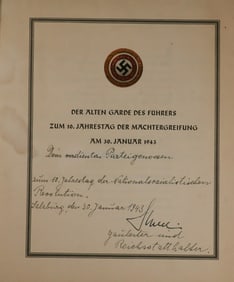 DER ALTEN GARDE DES FÜHRERS
ZUM 10. JAHRESTAG DER MACHTERGREIFUNG
AM 30. JANUAR 1943
Dem verdienten Parteigenossen
zum 10. Jahrestag der Nationalsozialistischen
Revolution.
Salzburg, den 30. Januar 1943
Gauleiter und
Reichsstatthalter.